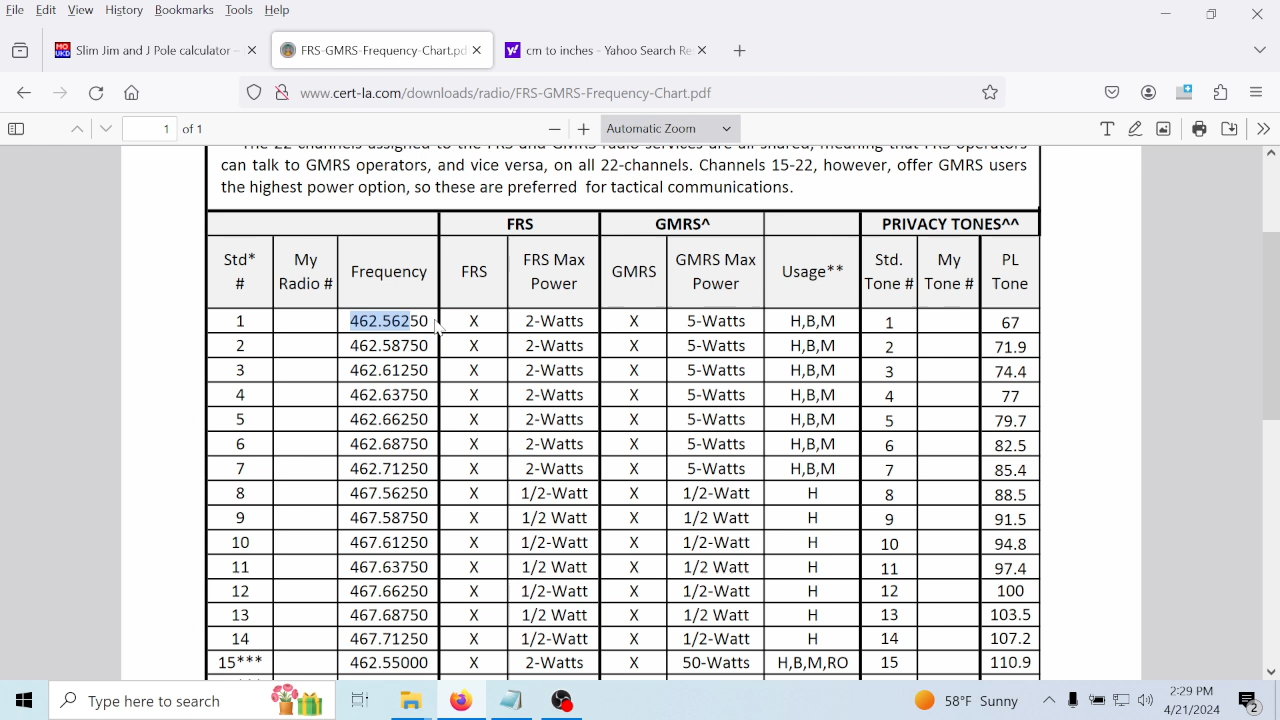 File Edit View History Bookmarks Tools Help
MO UKD Slim Jim and J Pole calculator FRS-GMRS-Frequency-Chart.pd cm to inches - Yahoo Search Re
www.cert-la.com/downloads/radio/FRS-GMRS-Frequency-Chart.pdf
1 of 1 Automatic Zoom
can talk to GMRS operators, and vice versa, on all 22-channels. Channels 15-22, however, offer GMRS users
the highest power option, so these are preferred for tactical communications.
FRS GMRS^ PRIVACY TONES^^
Std* # My Radio # Frequency FRS FRS Max Power GMRS GMRS Max Power Usage** Std. Tone # My Tone # PL Tone
1 462.56250 X 2-Watts X 5-Watts H,B,M 1 67
2 462.58750 X 2-Watts X 5-Watts H,B,M 2 71.9
3 462.61250 X 2-Watts X 5-Watts H,B,M 3 74.4
4 462.63750 X 2-Watts X 5-Watts H,B,M 4 77
5 462.66250 X 2-Watts X 5-Watts H,B,M 5 79.7
6 462.68750 X 2-Watts X 5-Watts H,B,M 6 82.5
7 462.71250 X 2-Watts X 5-Watts H,B,M 7 85.4
8 467.56250 X 1/2-Watt X 1/2-Watt H 8 88.5
9 467.58750 X 1/2 Watt X 1/2 Watt H 9 91.5
10 467.61250 X 1/2-Watt X 1/2-Watt H 10 94.8
11 467.63750 X 1/2 Watt X 1/2 Watt H 11 97.4
12 467.66250 X 1/2-Watt X 1/2-Watt H 12 100
13 467.68750 X 1/2 Watt X 1/2 Watt H 13 103.5
14 467.71250 X 1/2-Watt X 1/2-Watt H 14 107.2
15*** 462.55000 X 2-Watts X 50-Watts H,B,M,RO 15 110.9
Type here to search 58°F Sunny 2:29 PM
4/21/2024 2